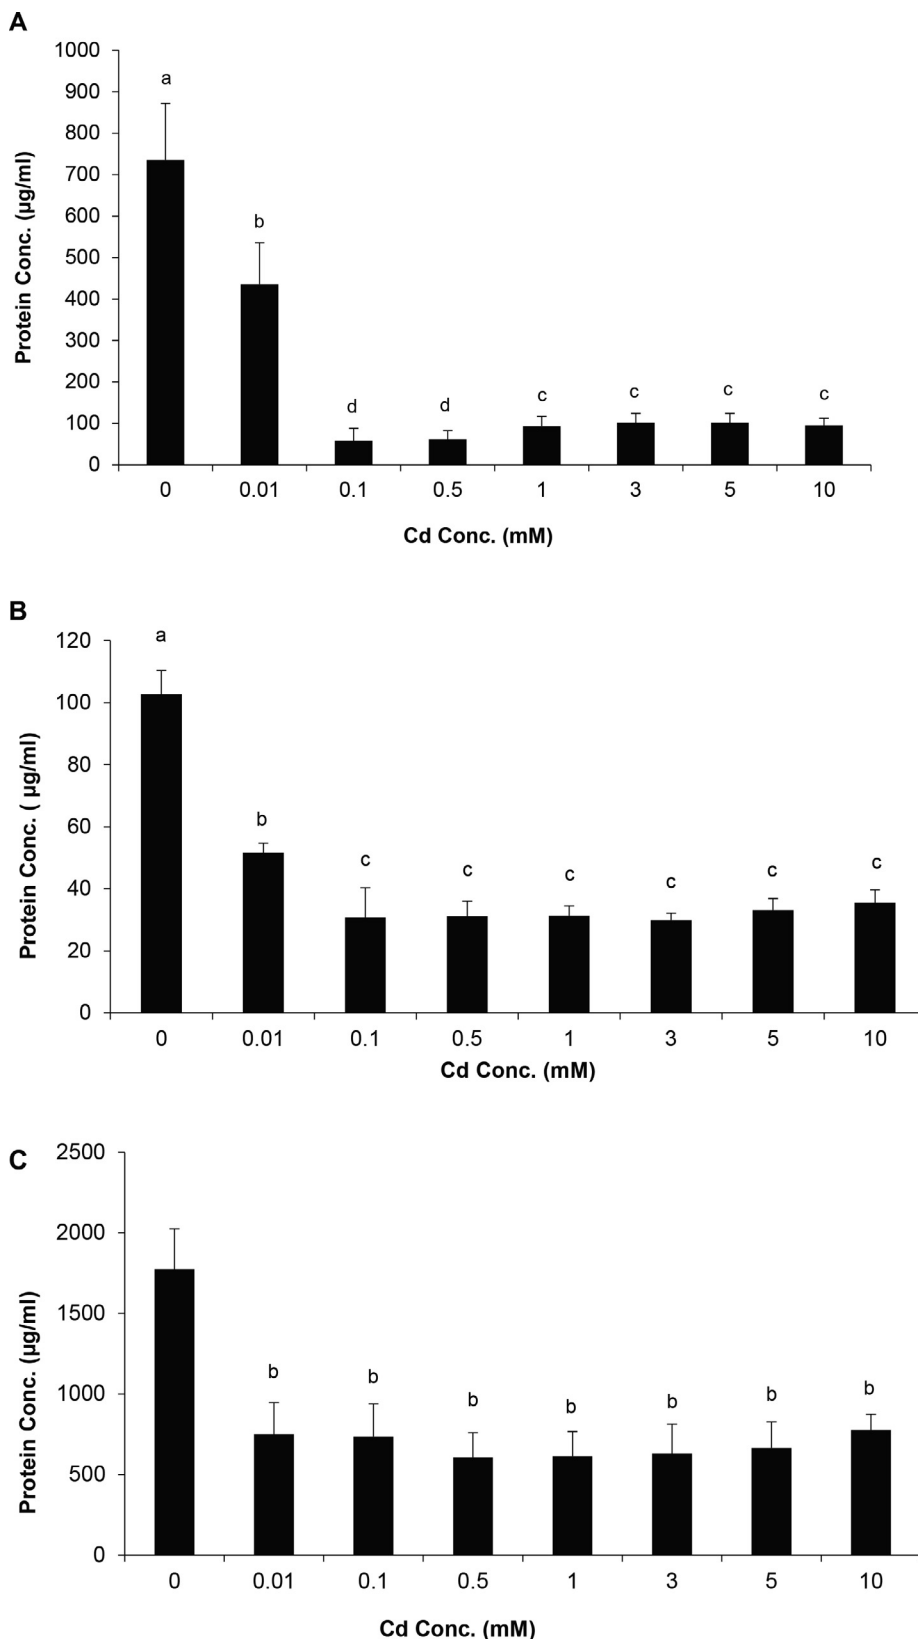 A
1000
900
800
700
600
500
400
300
200
100
0
Protein Conc. (µg/ml)
a
b
d
d
c
c
c
c
0 0.01 0.1 0.5 1 3 5 10
Cd Conc. (mM)
B
120
100
80
60
40
20
0
Protein Conc. ( µg/ml)
a
b
c
c
c
c
c
c
0 0.01 0.1 0.5 1 3 5 10
Cd Conc. (mM)
C
2500
2000
1500
1000
500
0
Protein Conc. (µg/ml)
b
b
b
b
b
b
b
0 0.01 0.1 0.5 1 3 5 10
Cd Conc. (mM)